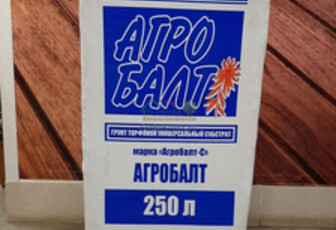 АГРО
БАЛТ
ГРУНТ ТОРФЯНОЙ УНИВЕРСАЛЬНЫЙ СУБСТРАТ
марка «Агробалт-С»
АГРОБАЛТ
250 л